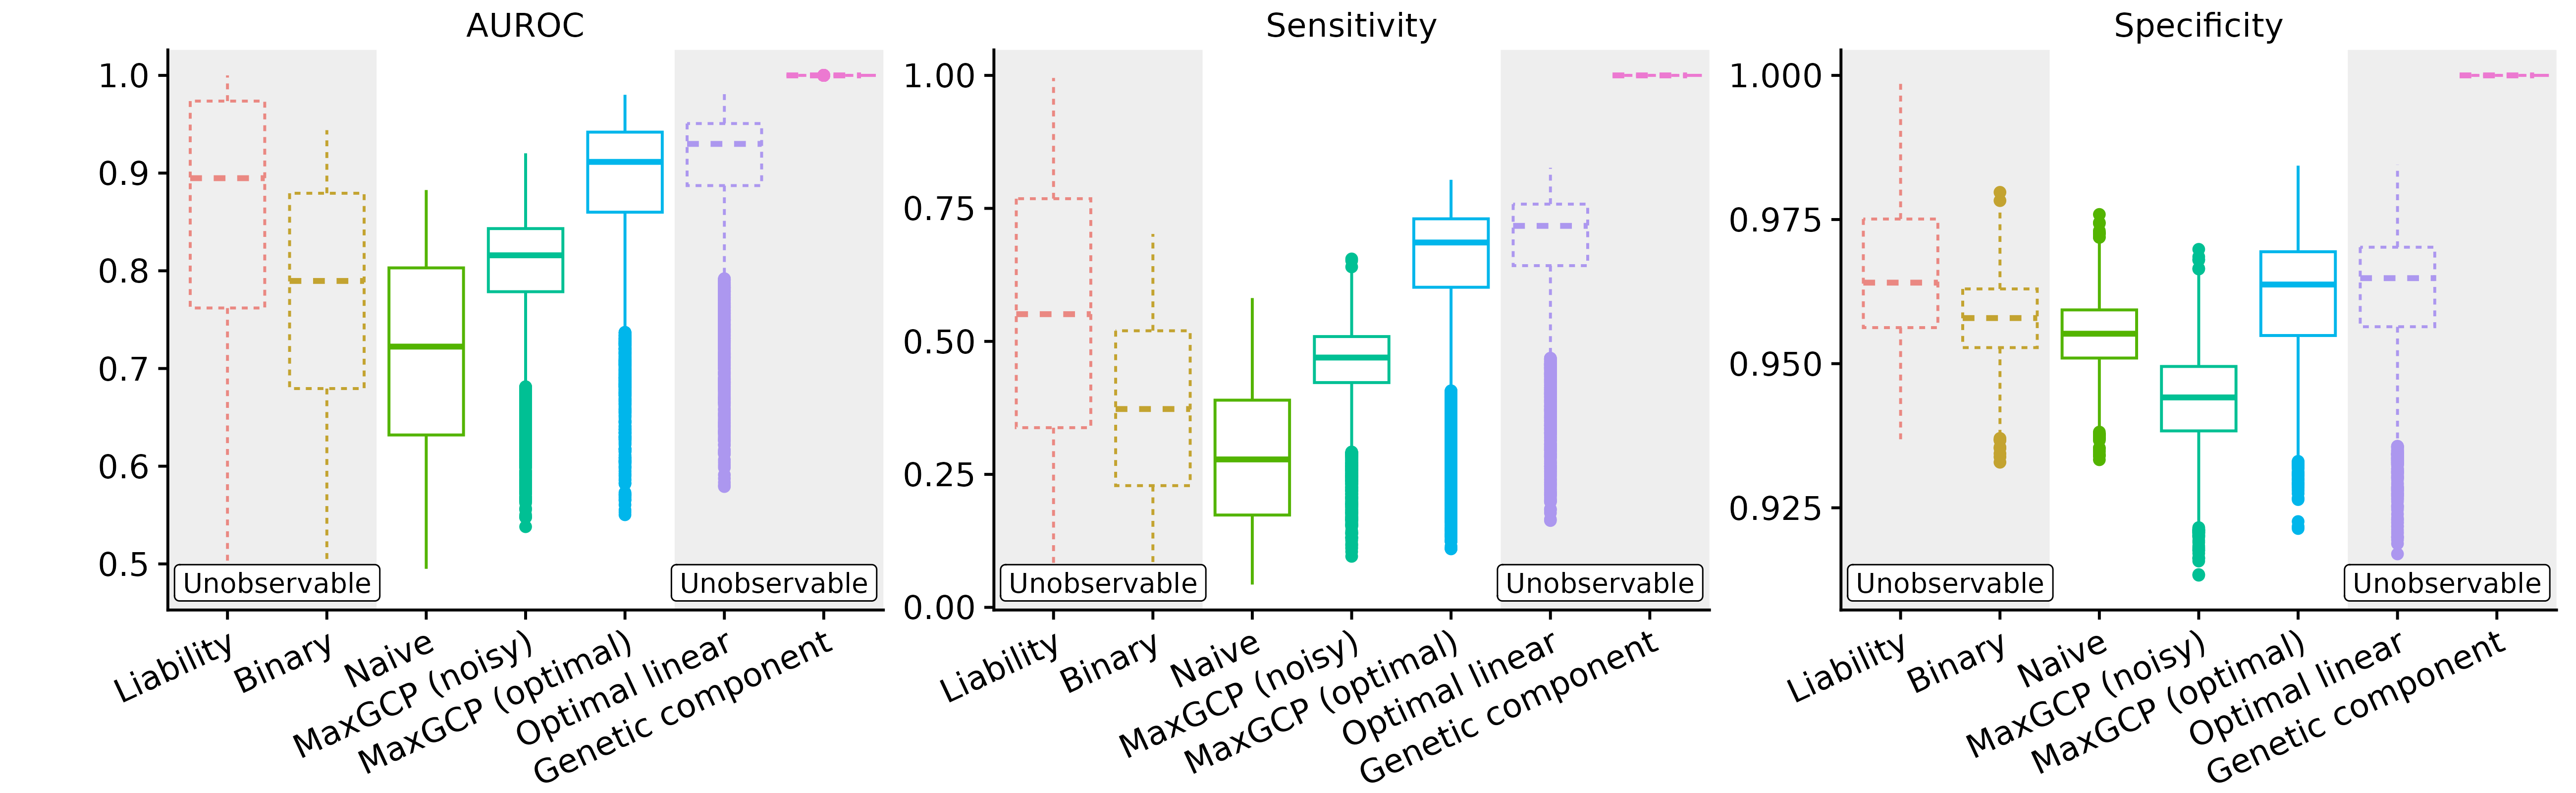 AUROC
1.0
0.9
0.8
0.7
0.6
0.5
Unobservable
Unobservable
Liability
Binary
Naive
MaxGCP (noisy)
MaxGCP (optimal)
Optimal linear
Genetic component
Sensitivity
1.00
0.75
0.50
0.25
0.00
Unobservable
Unobservable
Liability
Binary
Naive
MaxGCP (noisy)
MaxGCP (optimal)
Optimal linear
Genetic component
Specificity
1.000
0.975
0.950
0.925
Unobservable
Unobservable
Liability
Binary
Naive
MaxGCP (noisy)
MaxGCP (optimal)
Optimal linear
Genetic component